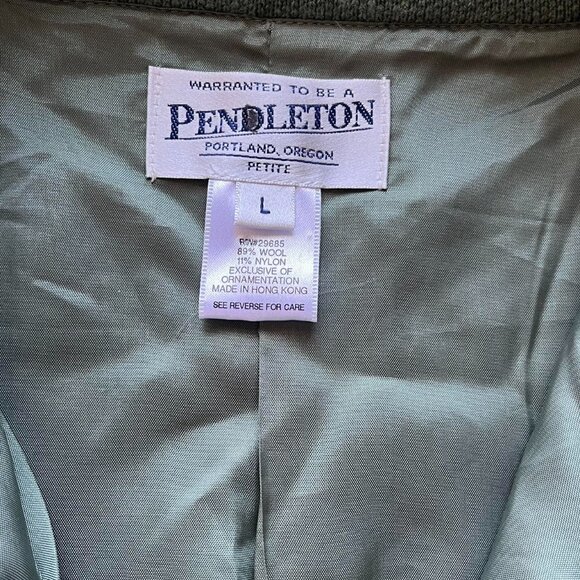 WARRANTED TO BE A
PENDLETON
PORTLAND, OREGON
PETITE
L
RN#29685
89% WOOL
11% NYLON
EXCLUSIVE OF
ORNAMENTATION
MADE IN HONG KONG
SEE REVERSE FOR CARE